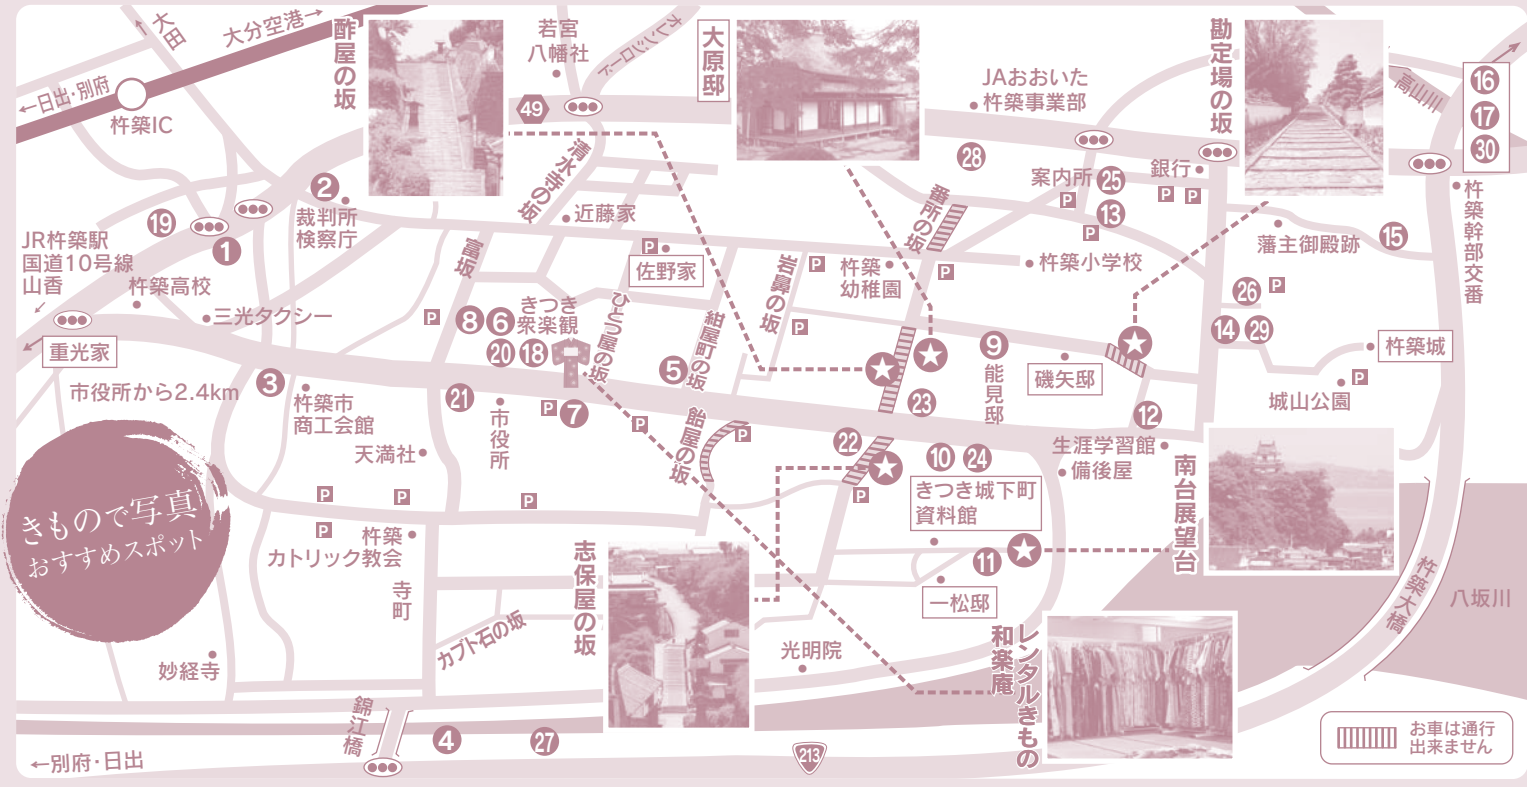 大田
大分空港→
←日出・別府
杵築IC
酢屋の坂
若宮
八幡社
オレンジロード
大原邸
勘定場の坂
JAおおいた
杵築事業部
高山川
16
17
30
49
清水寺の坂
28
案内所
25
銀行
P
P
P
13
P
杵築幹部交番
2
裁判所
検察庁
19
1
JR杵築駅
国道10号線
山香
近藤家
番所の坂
藩主御殿跡
15
富坂
P
佐野家
岩鼻の坂
P
杵築
幼稚園
P
杵築小学校
杵築高校
三光タクシー
重光家
市役所から2.4km
P
8
6
きつき
衆楽観
20
18
ひとつ屋の坂
紺屋町の坂
5
P
26
P
14
29
9
能見邸
磯矢邸
杵築城
P
城山公園
3
杵築市
商工会館
21
市役所
P
7
P
飴屋の坂
P
23
22
12
生涯学習館
備後屋
天満社
10
24
きつき城下町
資料館
P
南台展望台
きもので写真
おすすめスポット
P
P
P
P
杵築
カトリック教会
寺町
志保屋の坂
11
一松邸
杵築大橋
八坂川
カブト石の坂
妙経寺
光明院
レンタルきもの
和楽庵
錦江橋
4
27
213
←別府・日出
お車は通行
出来ません